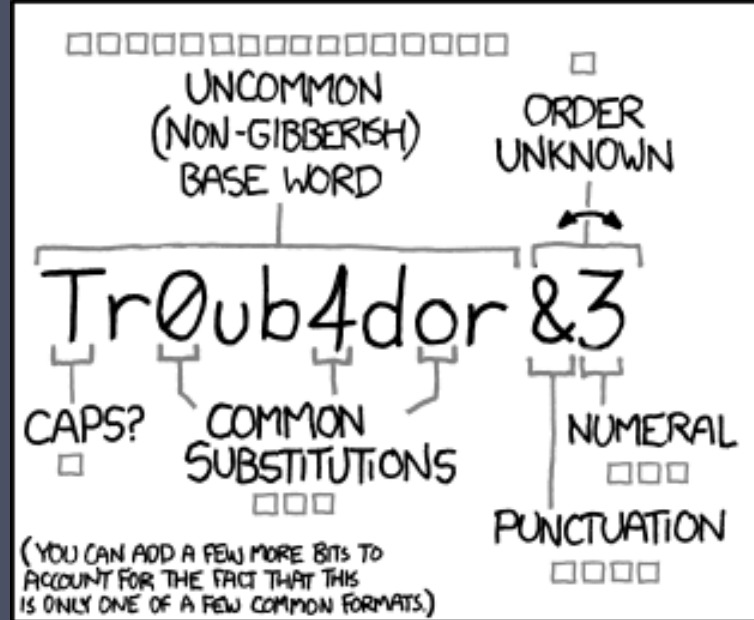 UNCOMMON
(NON-GIBBERISH)
BASE WORD
ORDER
UNKNOWN
Tr0ub4dor &3
CAPS?
COMMON
SUBSTITUTIONS
NUMERAL
PUNCTUATION
(YOU CAN ADD A FEW MORE BITS TO
ACCOUNT FOR THE FACT THAT THIS
IS ONLY ONE OF A FEW COMMON FORMATS.)